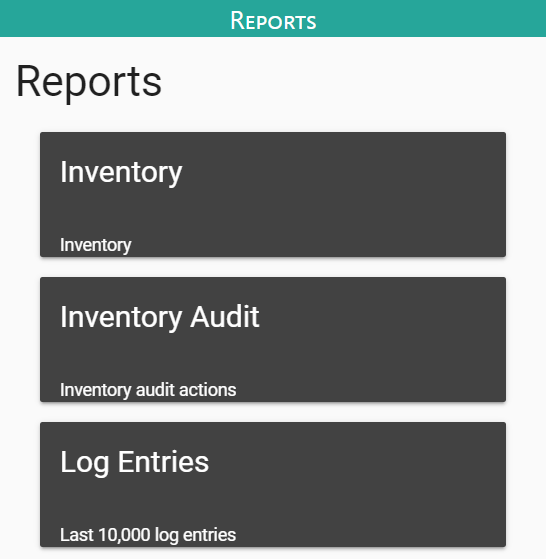 Reports
Reports
Inventory
Inventory
Inventory Audit
Inventory audit actions
Log Entries
Last 10,000 log entries